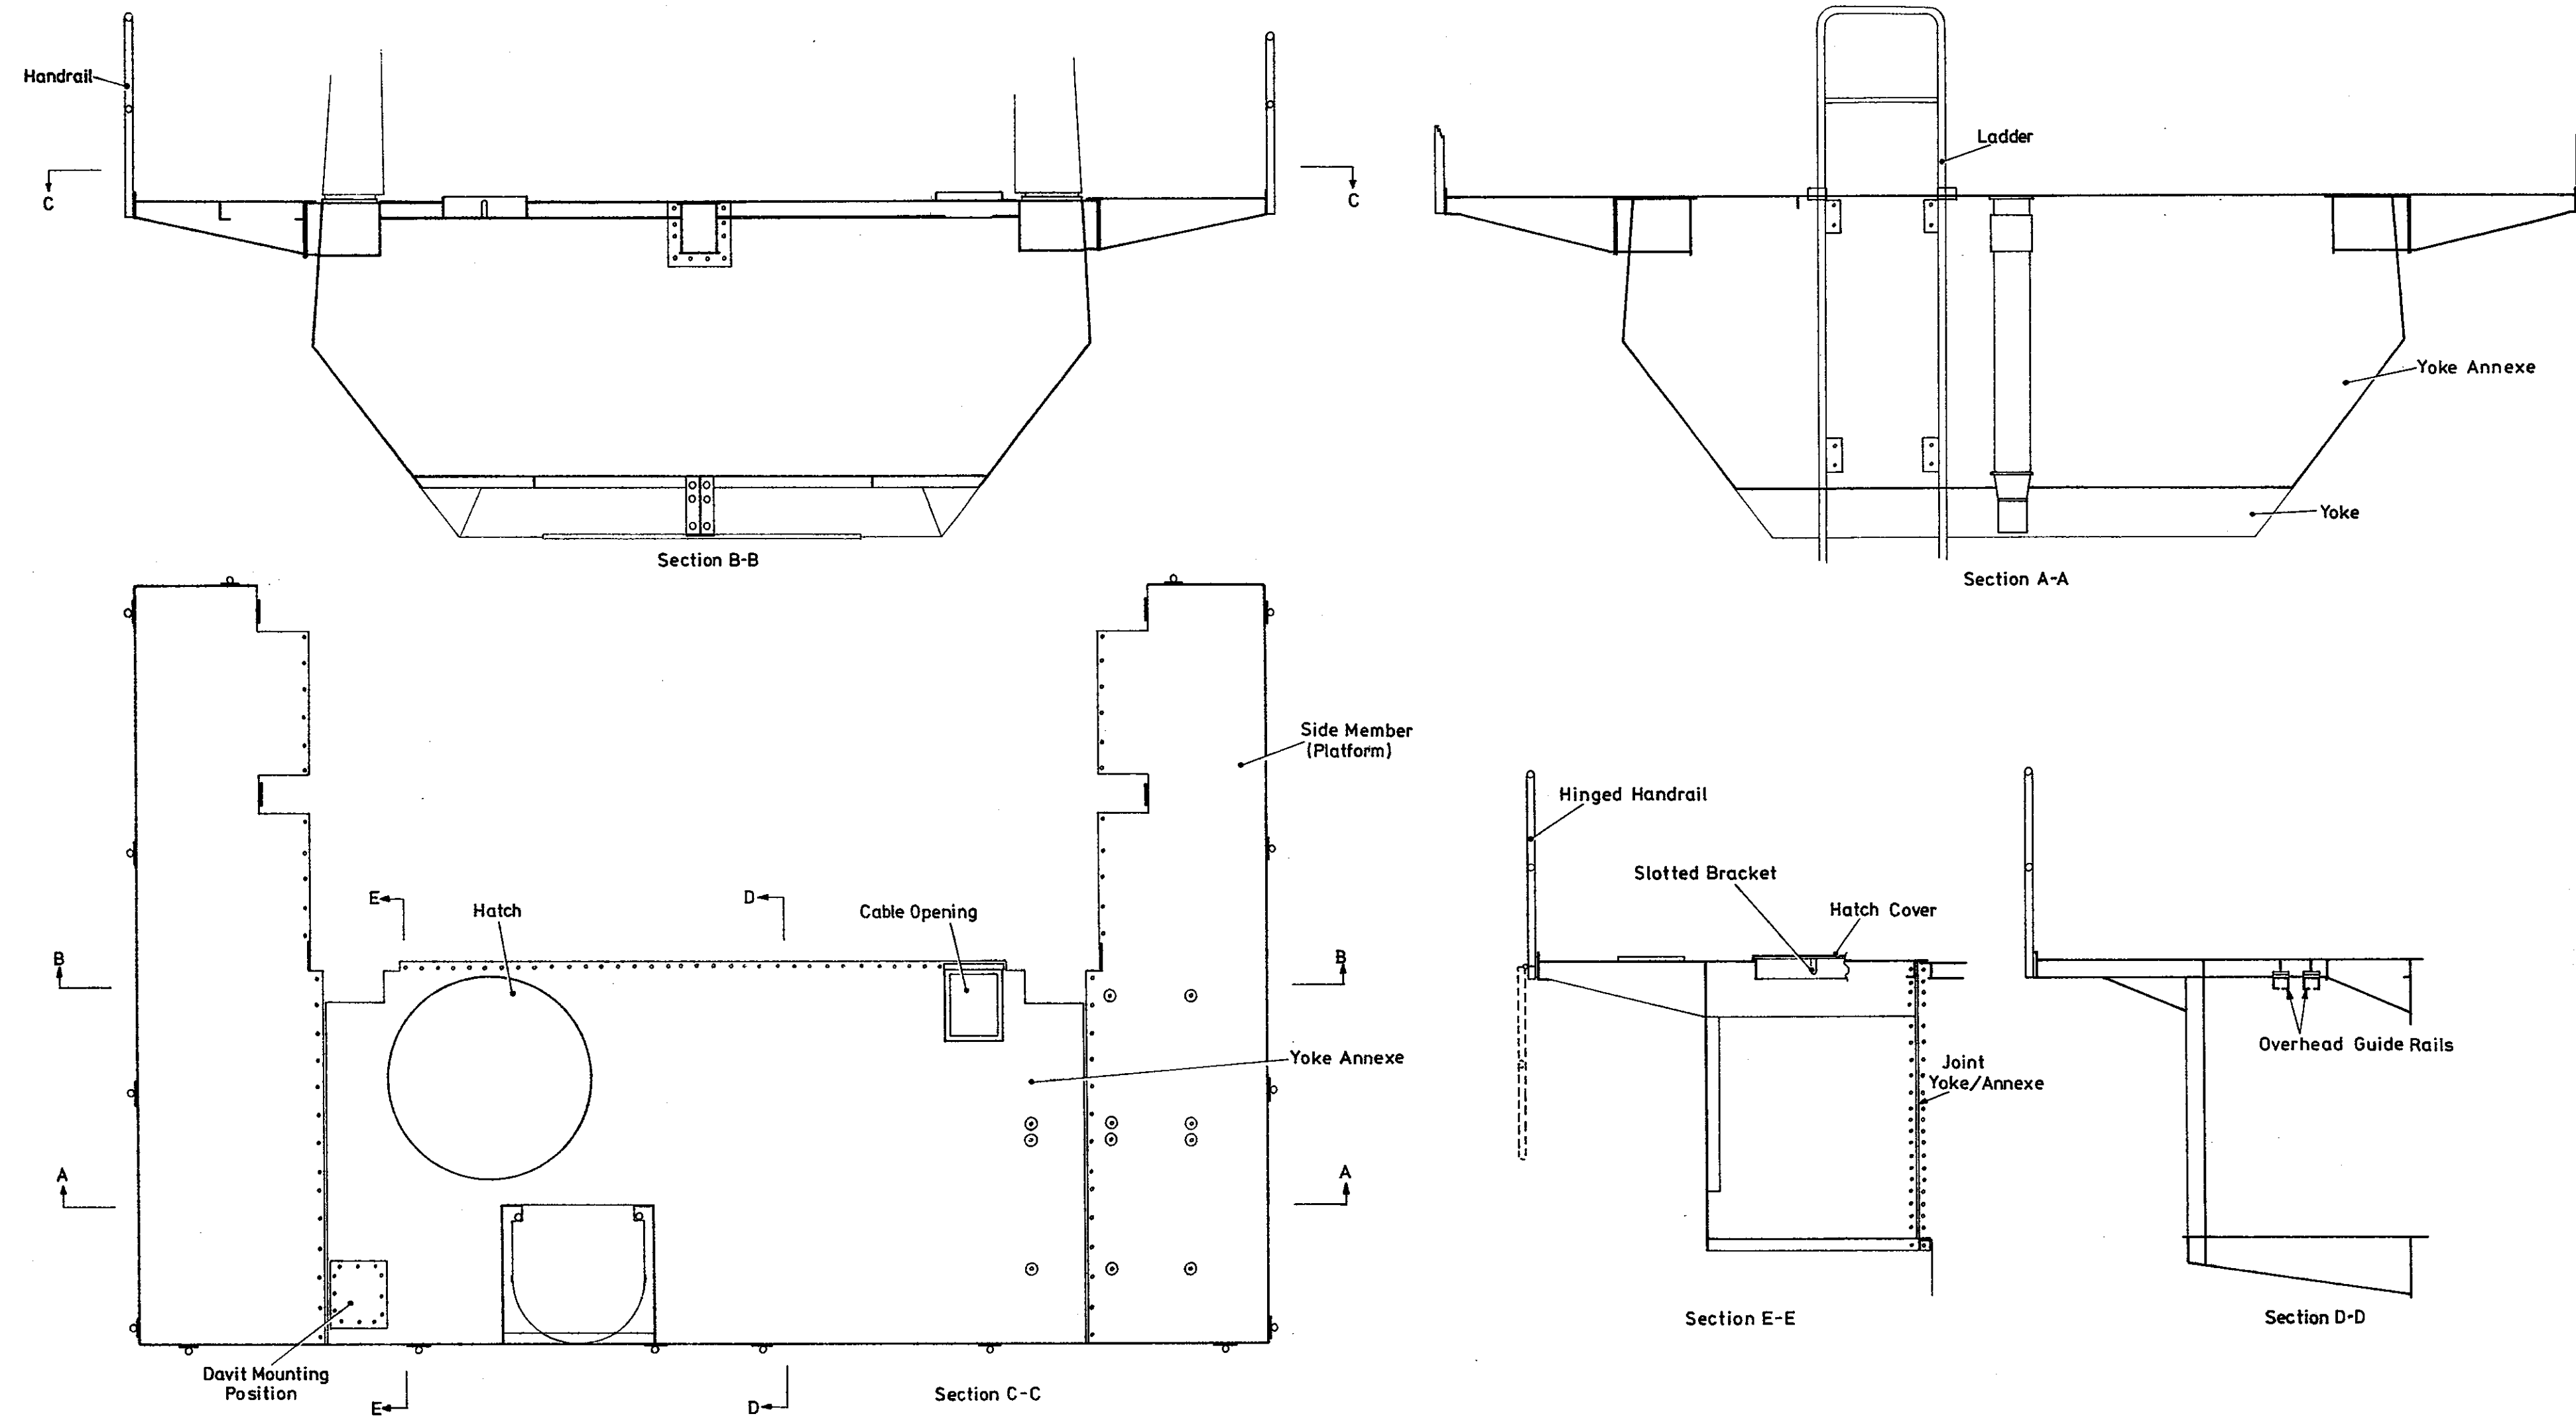 Handrail
C
C
Section B-B
Ladder
Yoke Annexe
Yoke
Section A-A
Side Member
(Platform)
E
Hatch
D
Cable Opening
B
B
Yoke Annexe
A
A
Davit Mounting
Position
E
D
Section C-C
Hinged Handrail
Slotted Bracket
Hatch Cover
Joint
Yoke/Annexe
Section E-E
Overhead Guide Rails
Section D-D